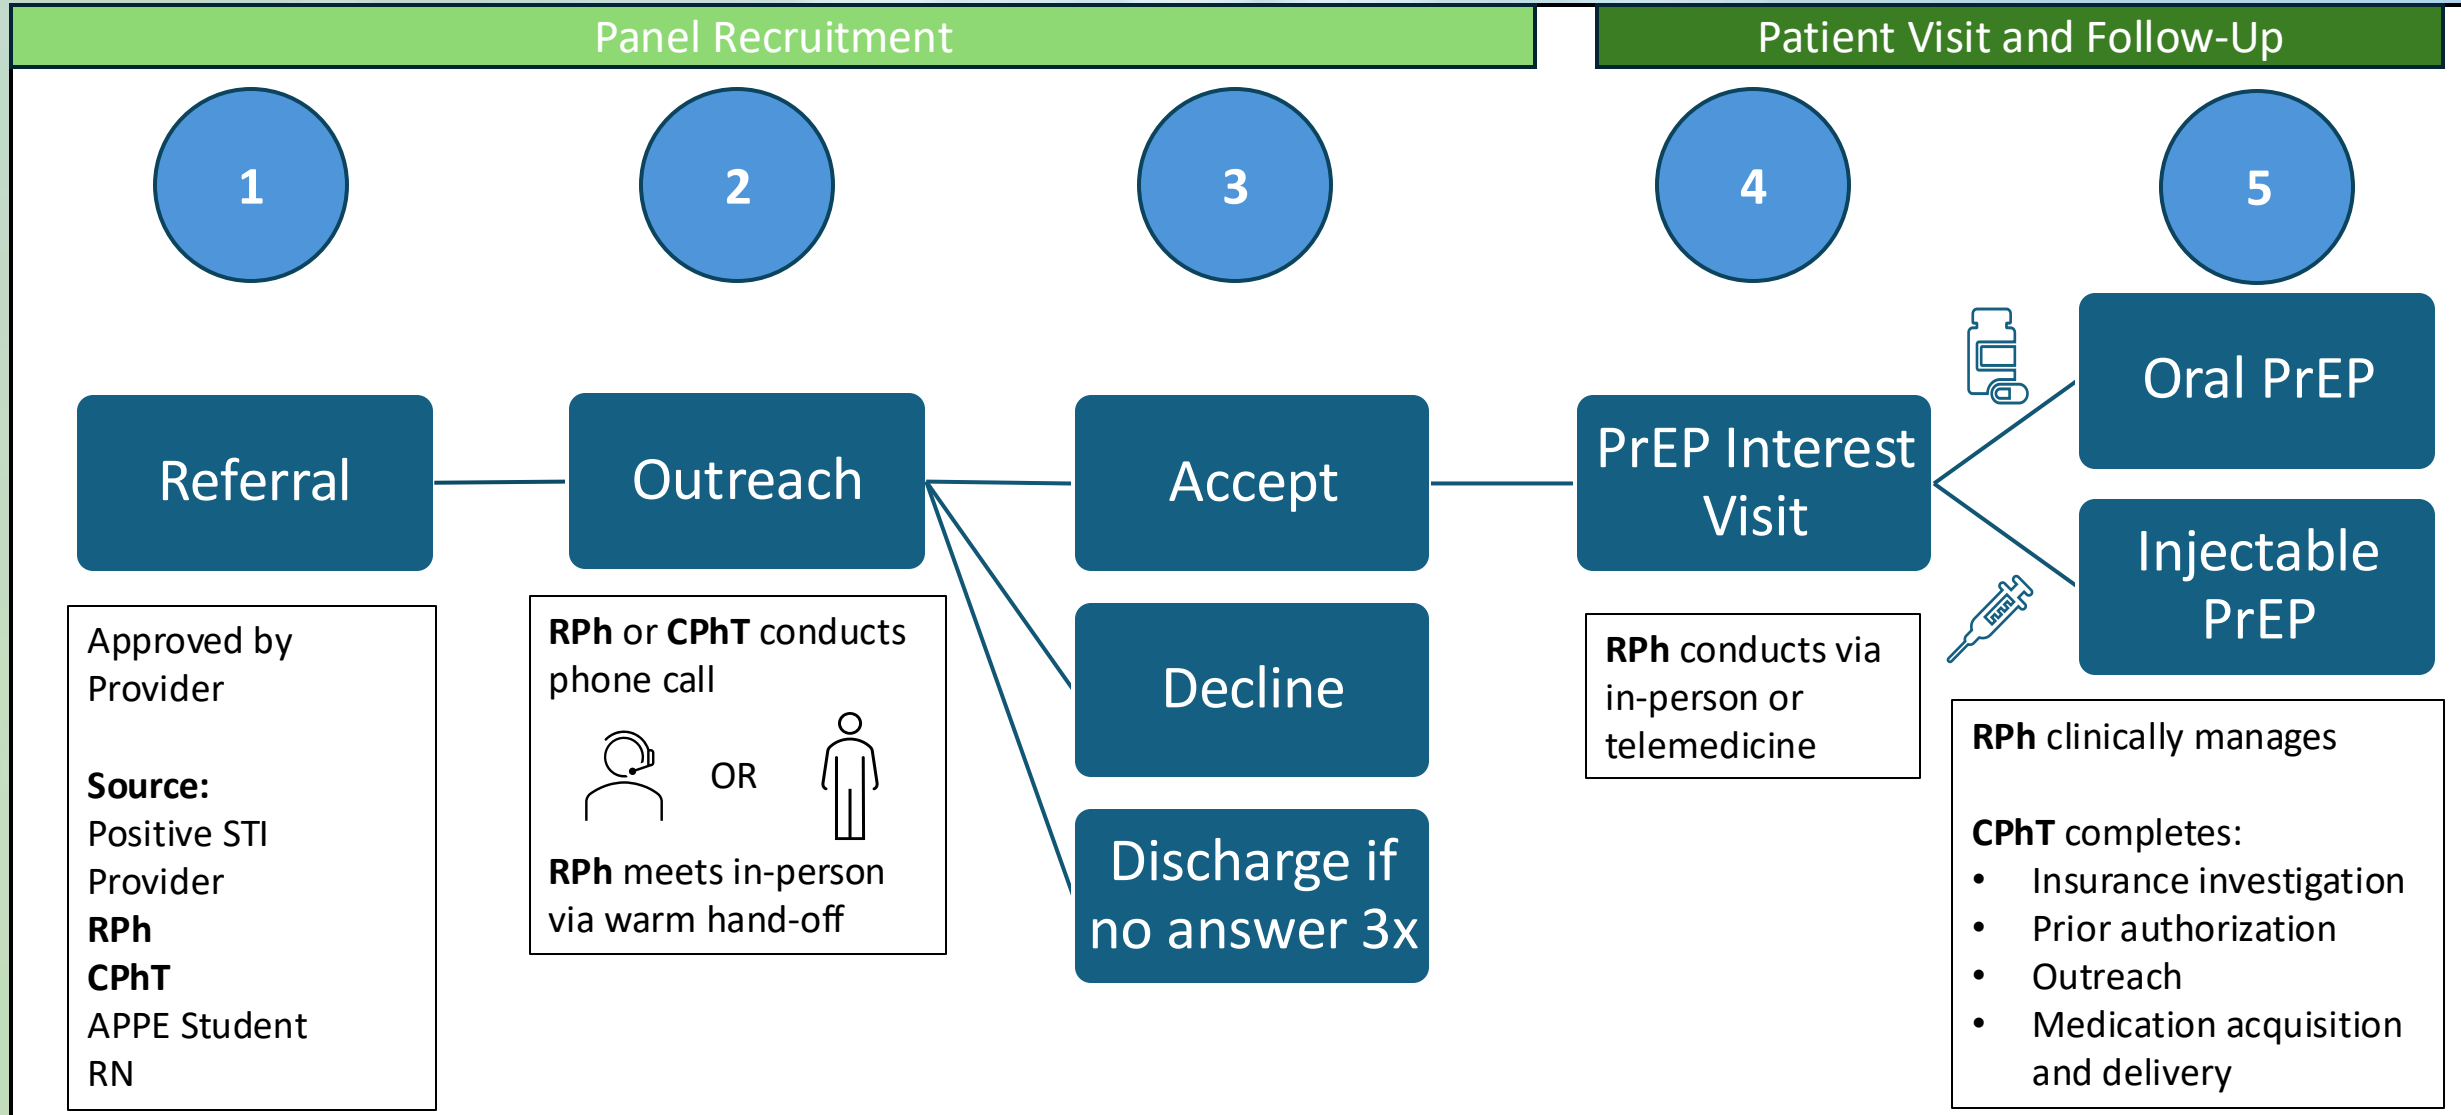 Panel Recruitment
Patient Visit and Follow-Up
1
2
3
4
5
Referral
Approved by
Provider
Source:
Positive STI
Provider
RPh
CPhT
APPE Student
RN
Outreach
RPh or CPhT conducts
phone call
OR
RPh meets in-person
via warm hand-off
Accept
Decline
Discharge if
no answer 3x
PrEP Interest
Visit
RPh conducts via
in-person or
telemedicine
Oral PrEP
Injectable
PrEP
RPh clinically manages
CPhT completes:
• Insurance investigation
• Prior authorization
• Outreach
• Medication acquisition
and delivery